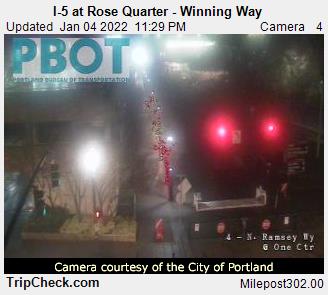 I-5 at Rose Quarter - Winning Way
Updated Jan 04 2022 11:29 PM Camera 4
PBOT
PORTLAND BUREAU OF TRANSPORTATION
4 - N. Ramsey Wy
@ One Ctr
Camera courtesy of the City of Portland
TripCheck.com Milepost302.00